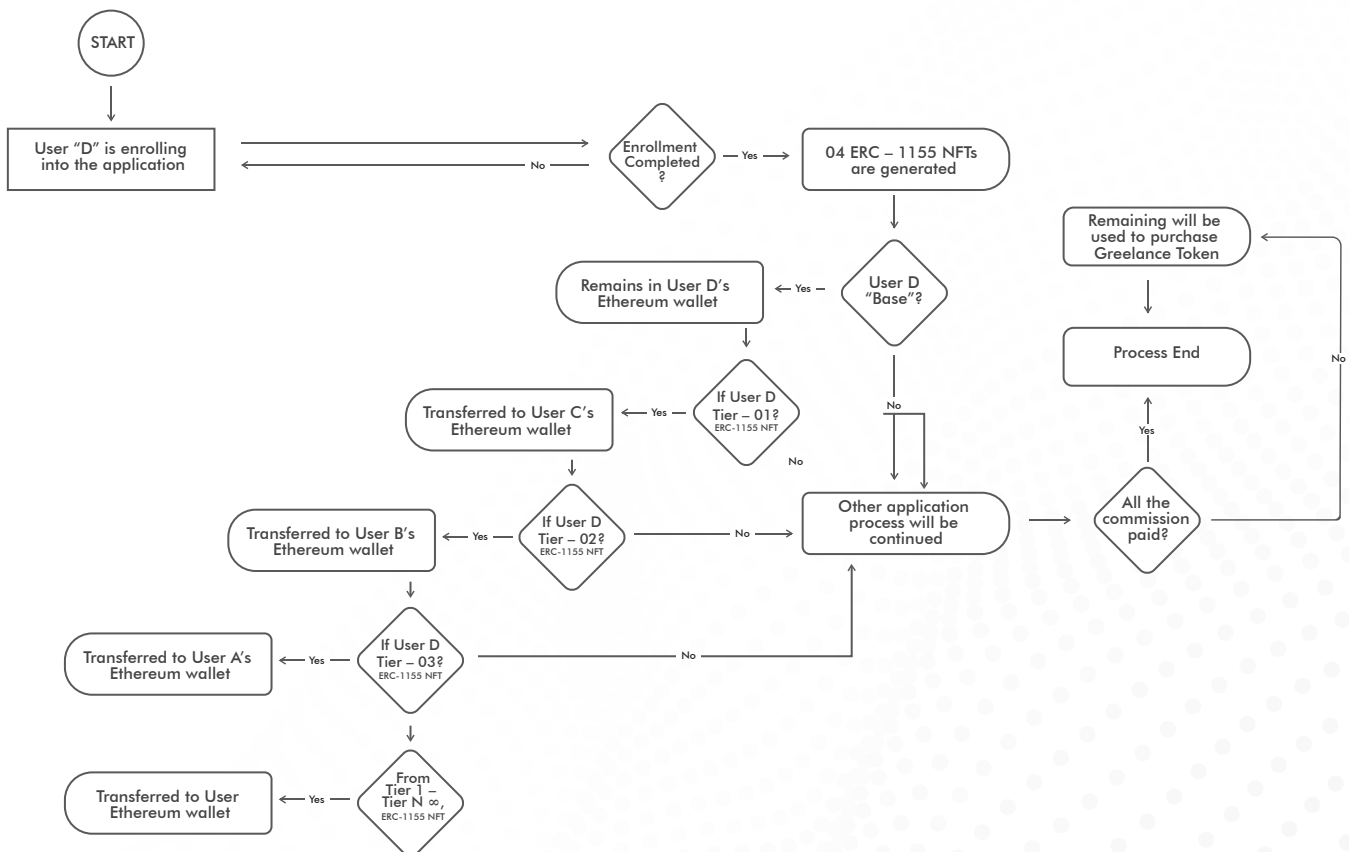 START
User “D” is enrolling
into the application
No
Enrollment
Completed
?
Yes
04 ERC – 1155 NFTs
are generated
Remaining will be
used to purchase
Greelance Token
Remains in User D’s
Ethereum wallet
Yes
User D
“Base”?
Process End
No
Transferred to User C’s
Ethereum wallet
Yes
If User D
Tier – 01?
ERC-1155 NFT
No
No
Yes
Transferred to User B’s
Ethereum wallet
Yes
If User D
Tier – 02?
ERC-1155 NFT
No
Other application
process will be
continued
All the
commission
paid?
Transferred to User A’s
Ethereum wallet
Yes
If User D
Tier – 03?
ERC-1155 NFT
No
Transferred to User
Ethereum wallet
Yes
From
Tier 1 –
Tier N ∞,
ERC-1155 NFT